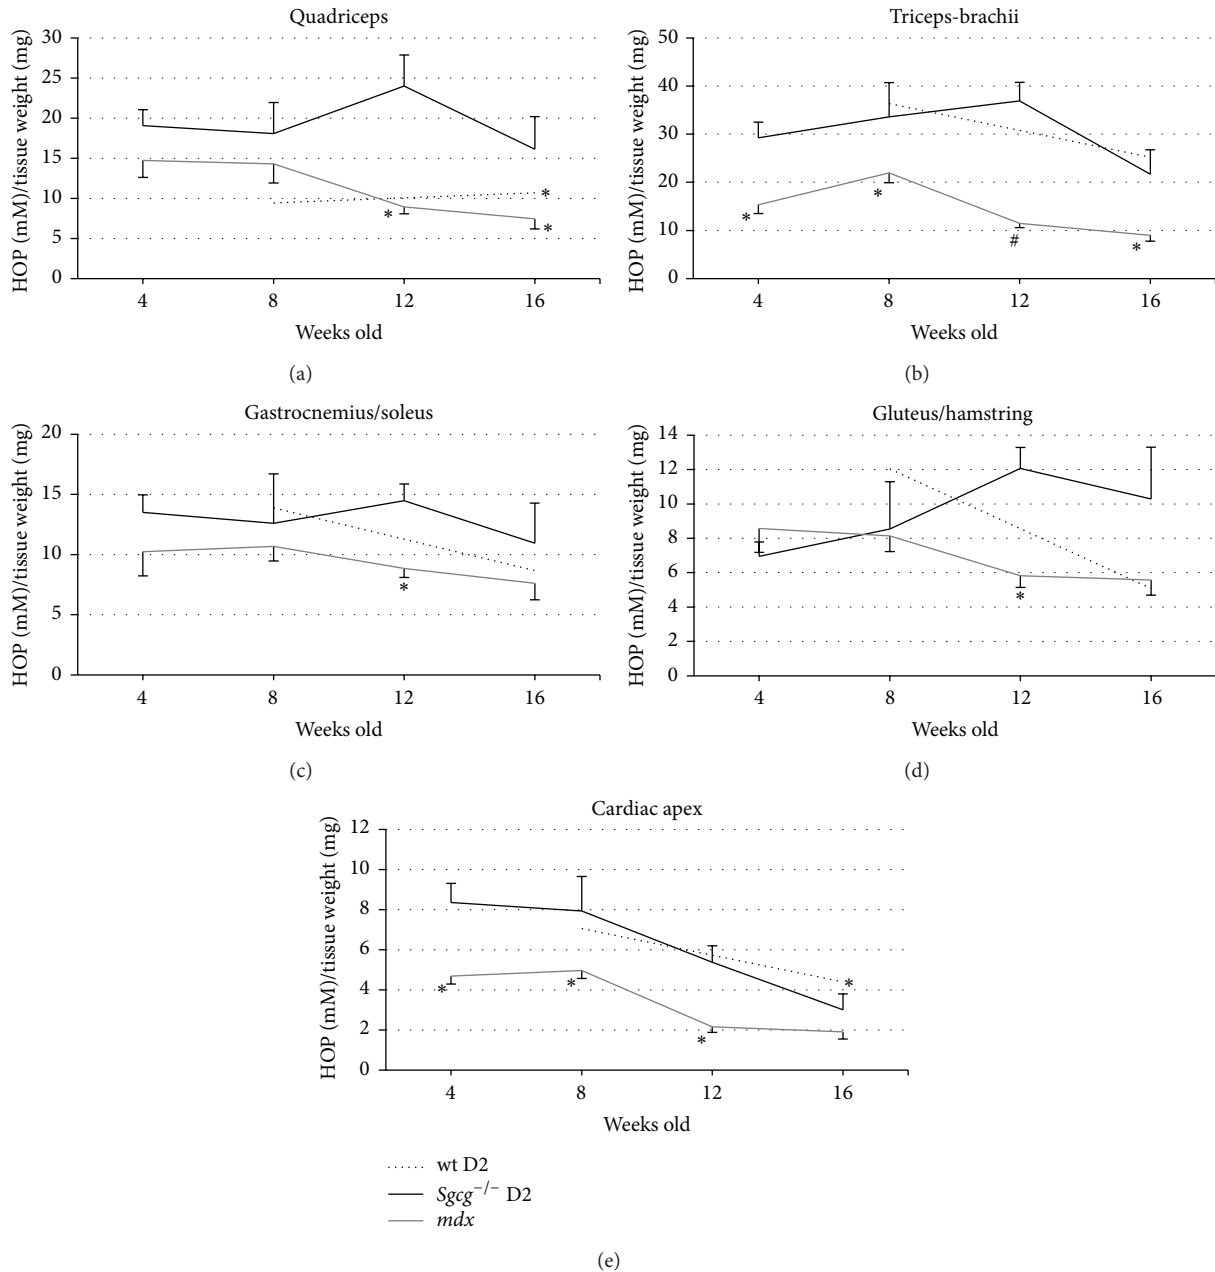 Quadriceps
HOP (mM)/tissue weight (mg)
30
25
20
15
10
5
0
*
*
*
4 8 12 16
Weeks old
(a)
Triceps-brachii
HOP (mM)/tissue weight (mg)
50
40
30
20
10
0
*
*
#
*
4 8 12 16
Weeks old
(b)
Gastrocnemius/soleus
HOP (mM)/tissue weight (mg)
20
15
10
5
0
*
4 8 12 16
Weeks old
(c)
Gluteus/hamstring
HOP (mM)/tissue weight (mg)
14
12
10
8
6
4
2
0
*
4 8 12 16
Weeks old
(d)
Cardiac apex
HOP (mM)/tissue weight (mg)
12
10
8
6
4
2
0
*
*
*
*
4 8 12 16
Weeks old
wt D2
Sgcg−/− D2
mdx
(e)